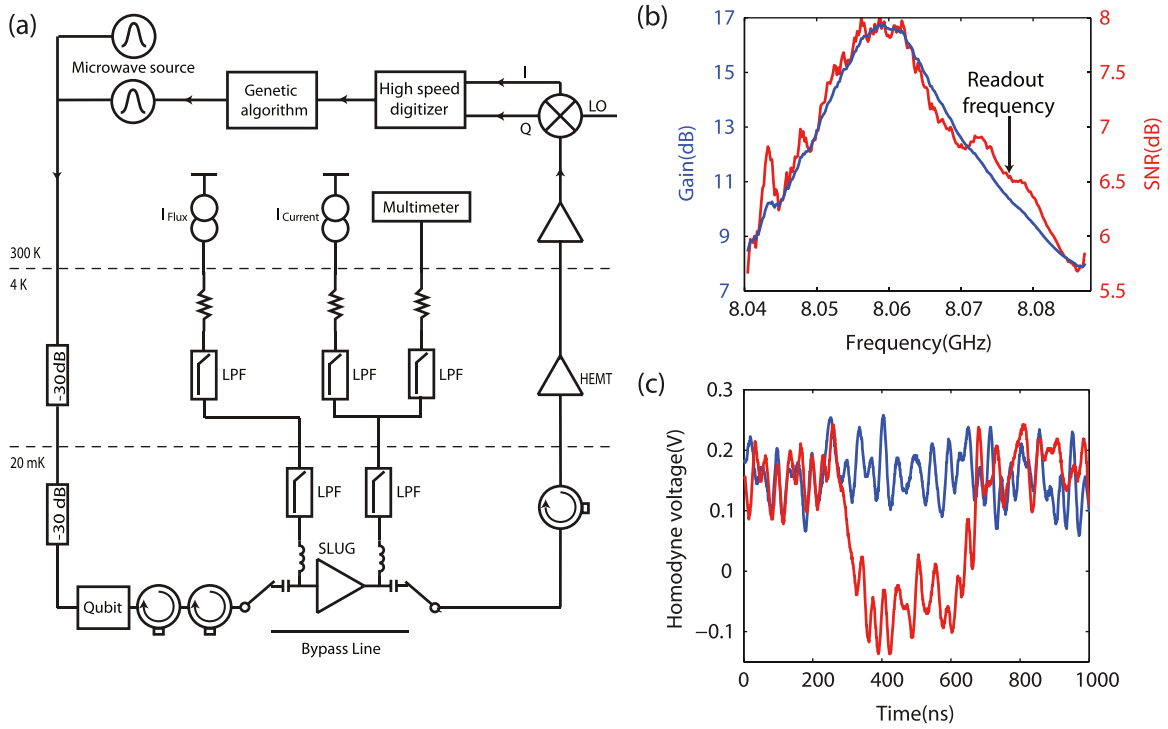 (a)
Microwave source
Genetic
algorithm
High speed
digitizer
I
Q
LO
I Flux
I Current
Multimeter
300 K
4 K
-30 dB
LPF
LPF
LPF
HEMT
20 mK
-30 dB
LPF
LPF
SLUG
Qubit
Bypass Line
(b)
17
15
13
11
9
7
Gain(dB)
8
7.5
7
6.5
6
5.5
SNR(dB)
Readout
frequency
8.04
8.05
8.06
8.07
8.08
Frequency(GHz)
(c)
0.3
0.2
0.1
0
−0.1
Homodyne voltage(V)
0
200
400
600
800
1000
Time(ns)